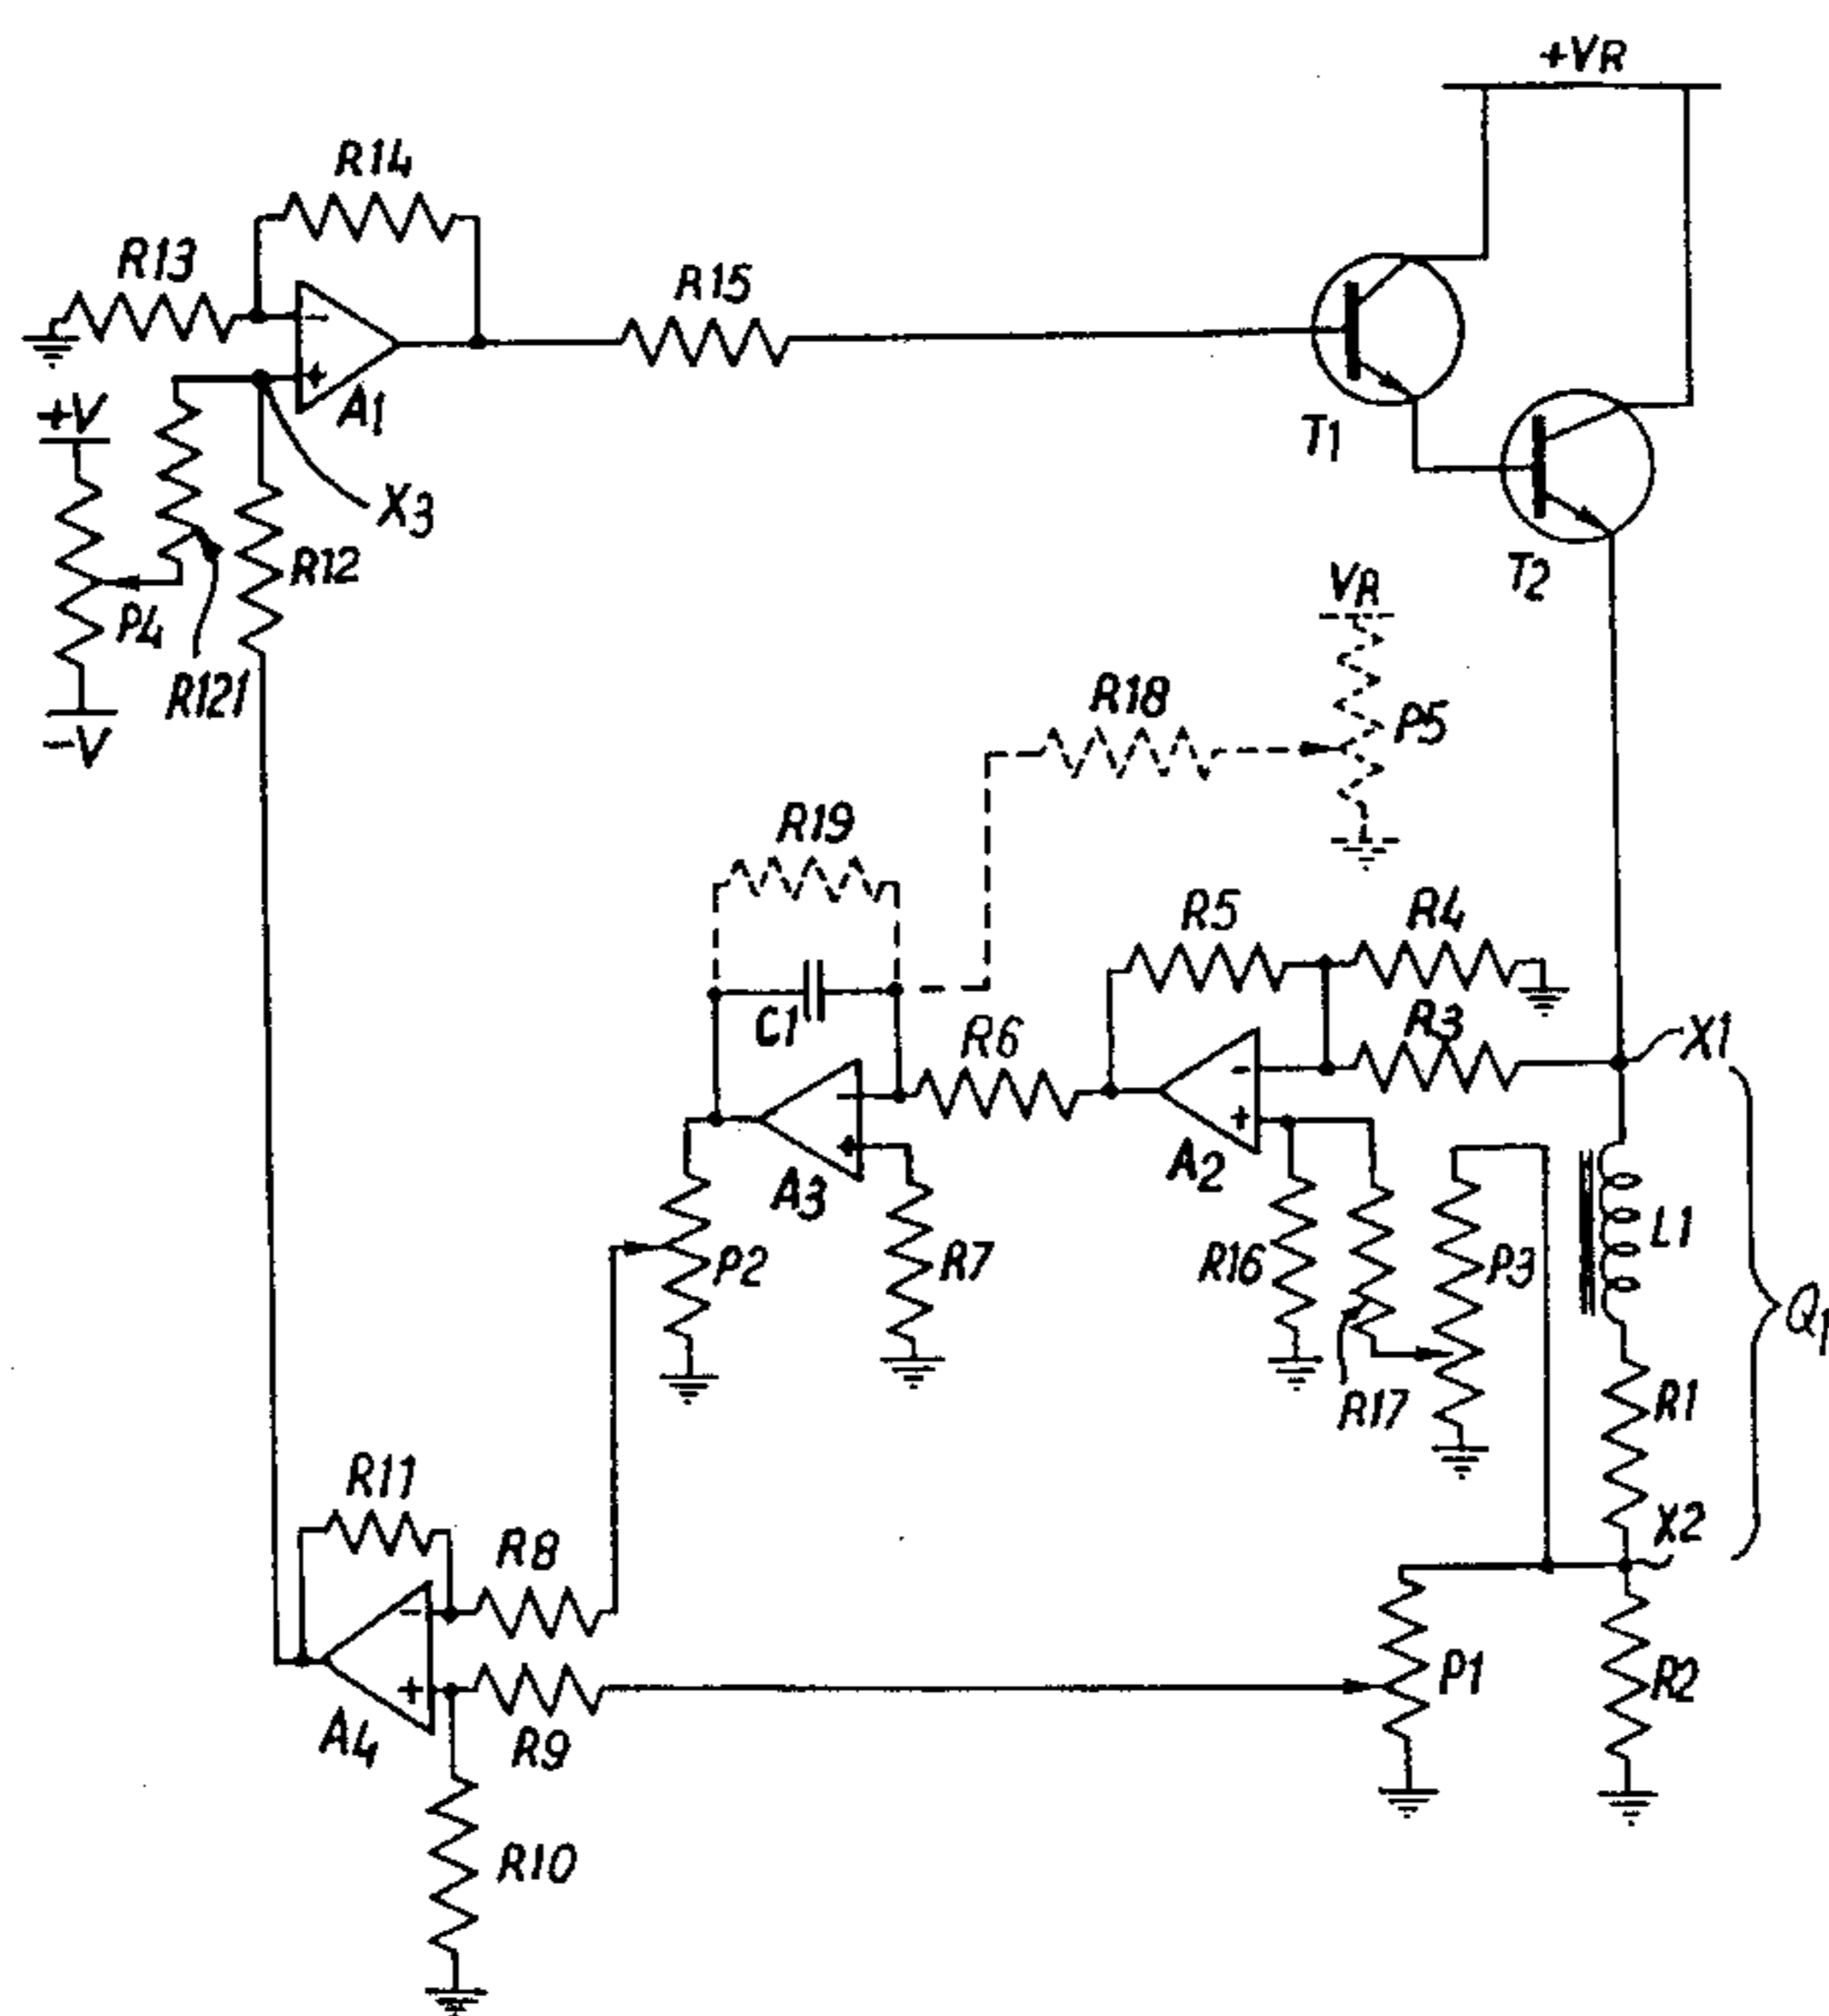 +VR
R14
R13
R15
-
+
A1
+V
T1
X3
R12
T2
P4
VR
R121
R18
P5
-V
R19
R5
R4
C1
R6
R3
X1
-
+
-
+
A2
A3
L1
P2
R7
R16
P3
Q1
R17
R1
R11
X2
R8
-
+
P1
R2
A4
R9
R10